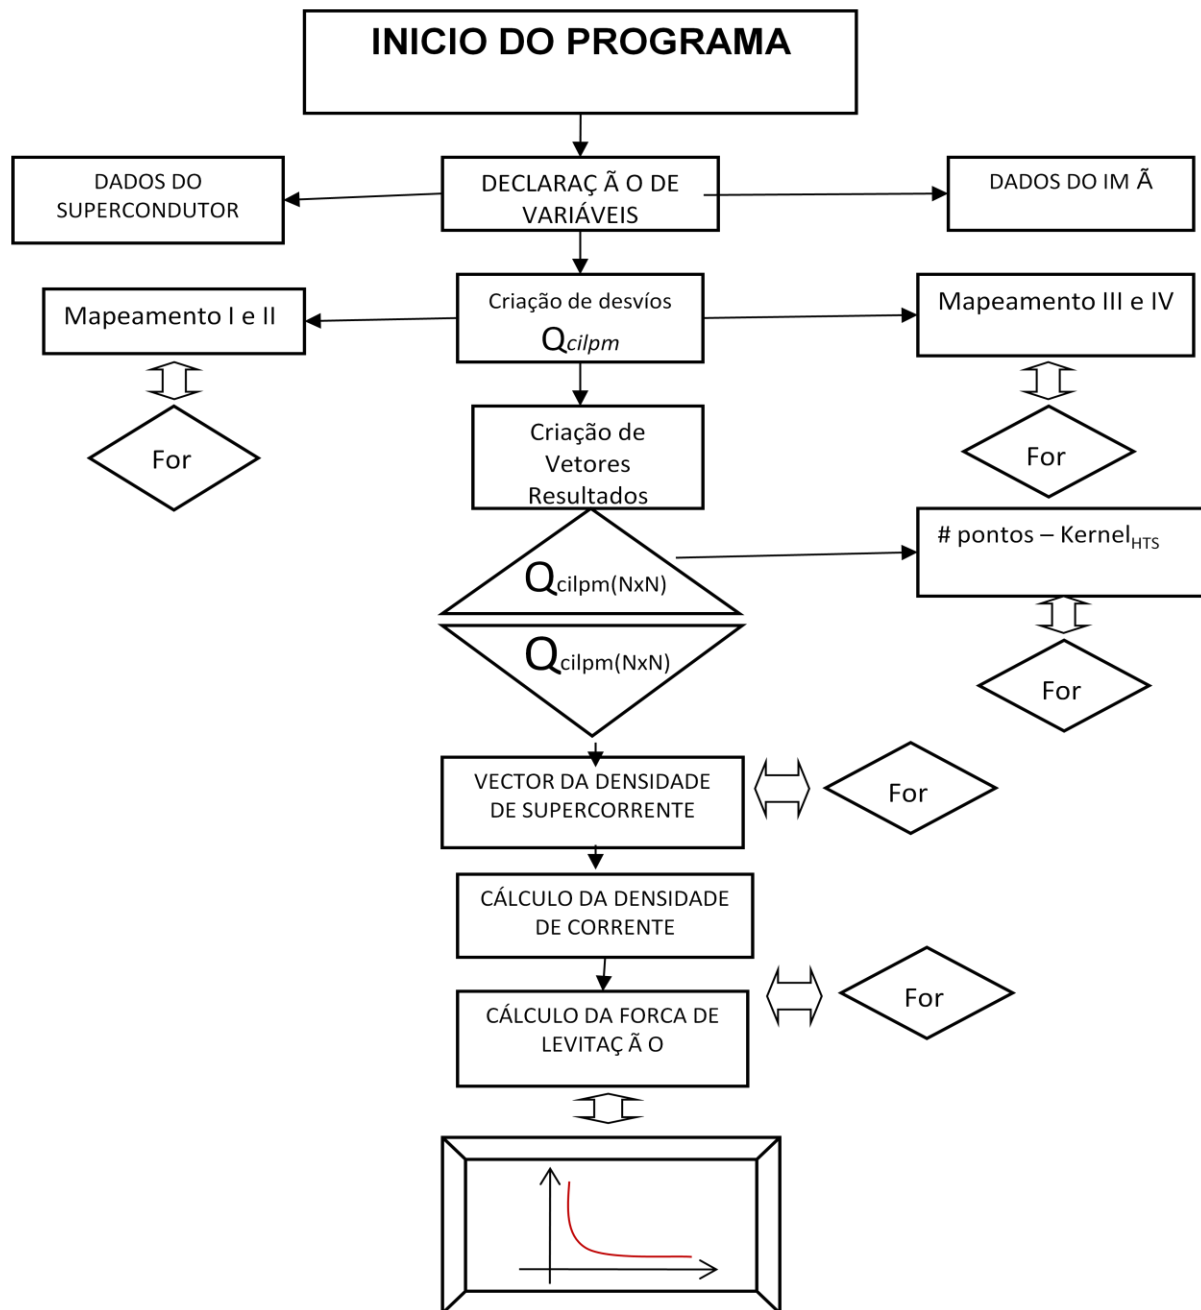 INICIO DO PROGRAMA
DADOS DO
SUPERCONDUTOR
DECLARAÇ Ã O DE
VARIÁVEIS
DADOS DO IM Ã
Mapeamento I e II
Criação de desvíos
Qcilpm
Mapeamento III e IV
For
Criação de
Vetores
Resultados
For
# pontos – KernelHTS
Qcilpm(NxN)
Qcilpm(NxN)
For
VECTOR DA DENSIDADE
DE SUPERCORRENTE
For
CÁLCULO DA DENSIDADE
DE CORRENTE
CÁLCULO DA FORCA DE
LEVITAÇ Ã O
For